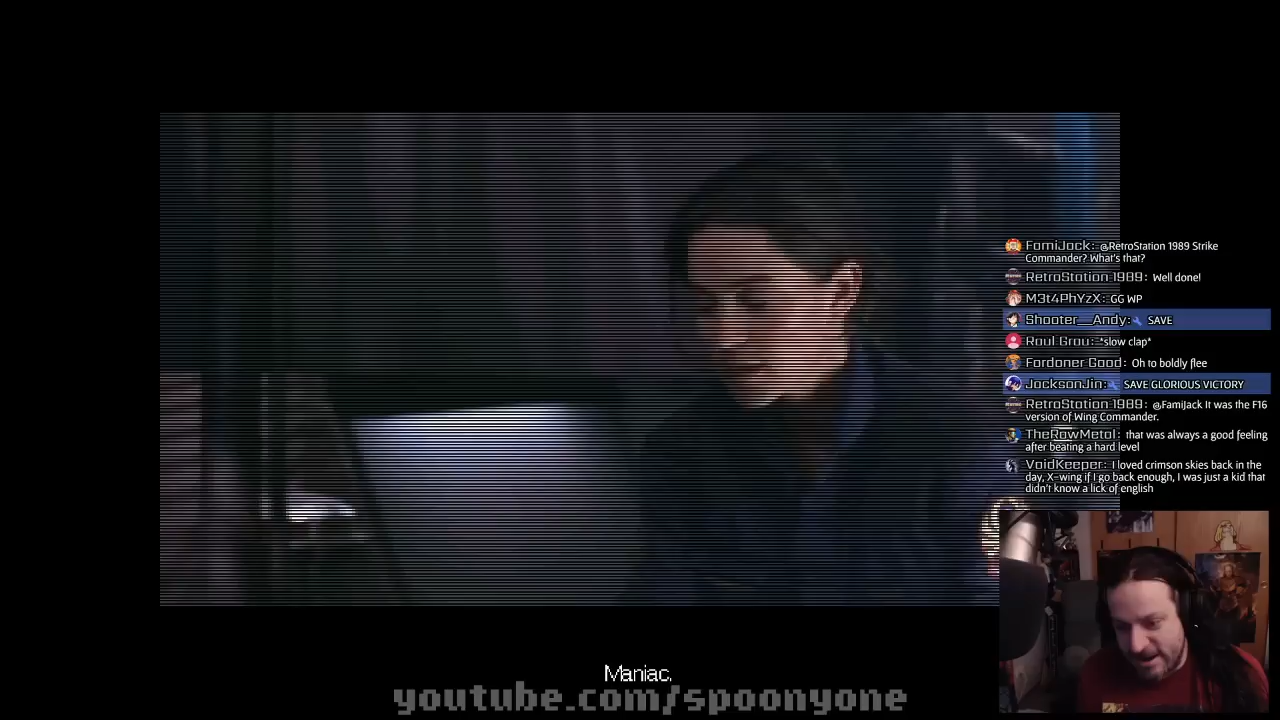 FamiJack: @RetroStation 1989 Strike
Commander? What's that?
RetroStation 1989: Well done!
M3t4PhYzX: GG WP
Shooter__Andy: SAVE
Raul Grau: *slow clap*
Fordoner Good: Oh to boldly flee
JacksonJin: SAVE GLORIOUS VICTORY
RetroStation 1989: @FamiJack It was the F16
version of Wing Commander.
TheRawMetal: that was always a good feeling
after beating a hard level
VoidKeeper: I loved crimson skies back in the
day, X-wing if I go back enough, I was just a kid that
didn't know a lick of english
Maniac.
youtube.com/spoonyone